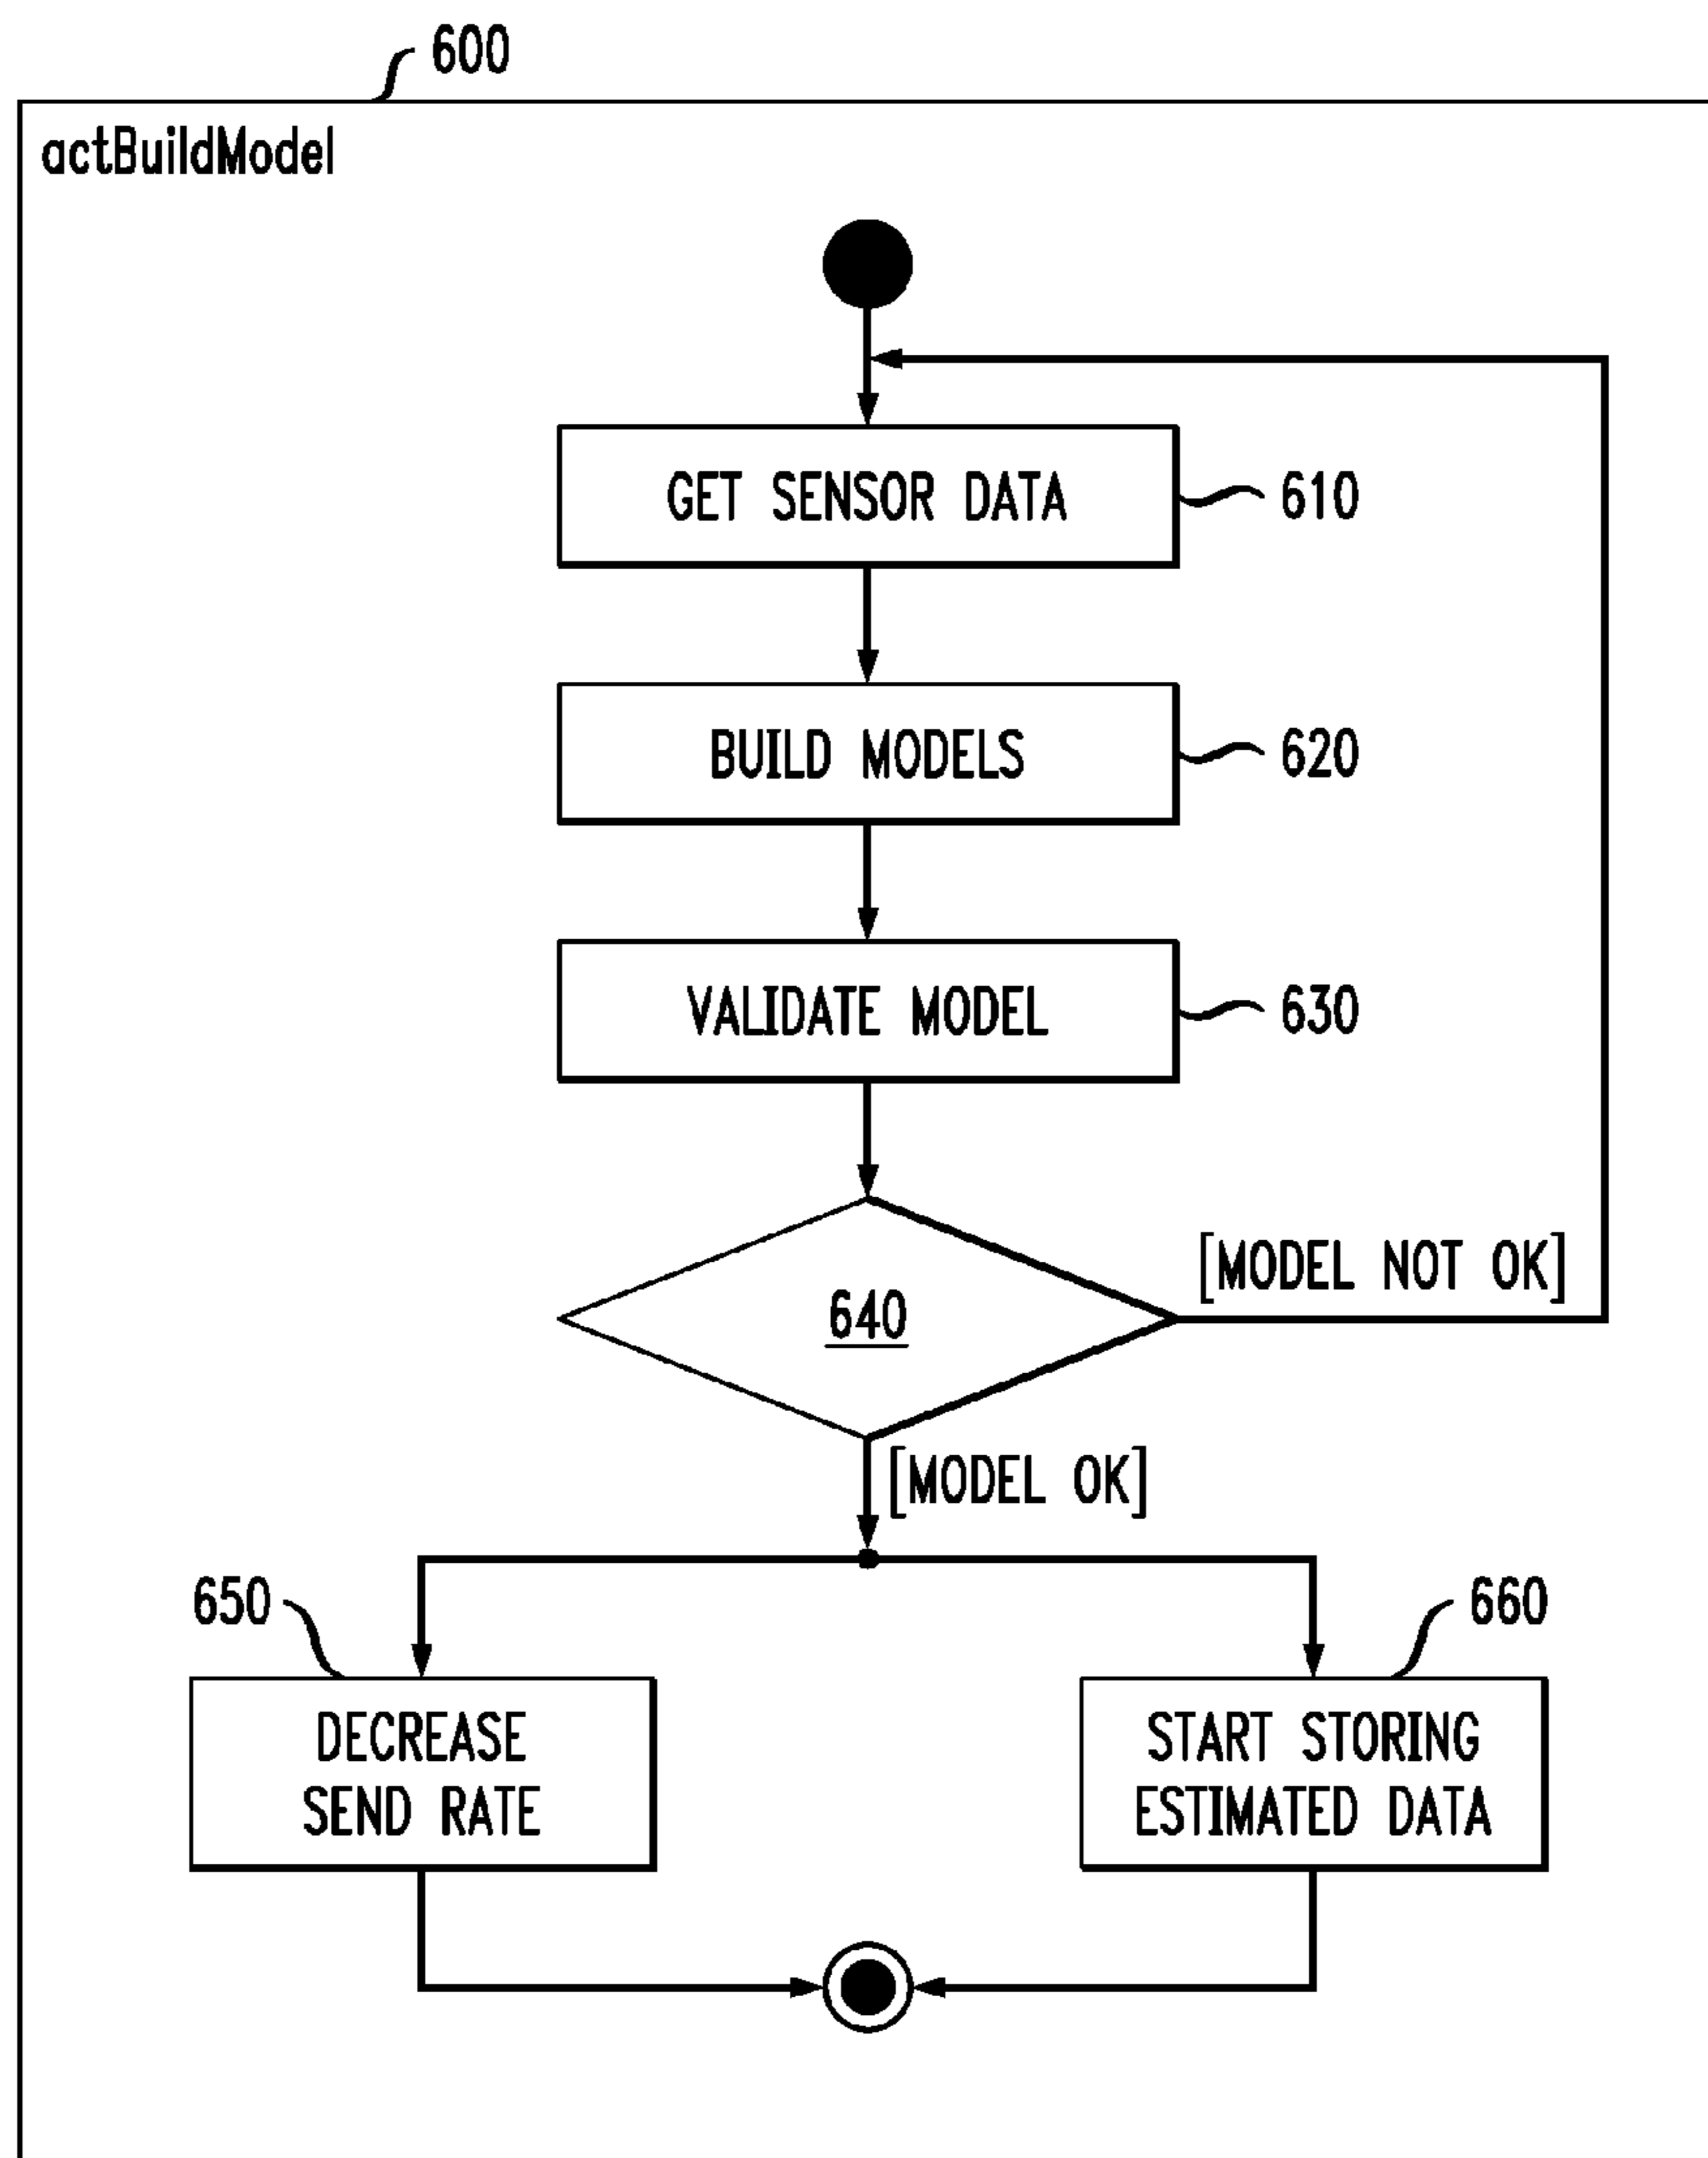 600
actBuildModel
GET SENSOR DATA
610
BUILD MODELS
620
VALIDATE MODEL
630
[MODEL NOT OK]
640
[MODEL OK]
650
660
DECREASE
SEND RATE
START STORING
ESTIMATED DATA